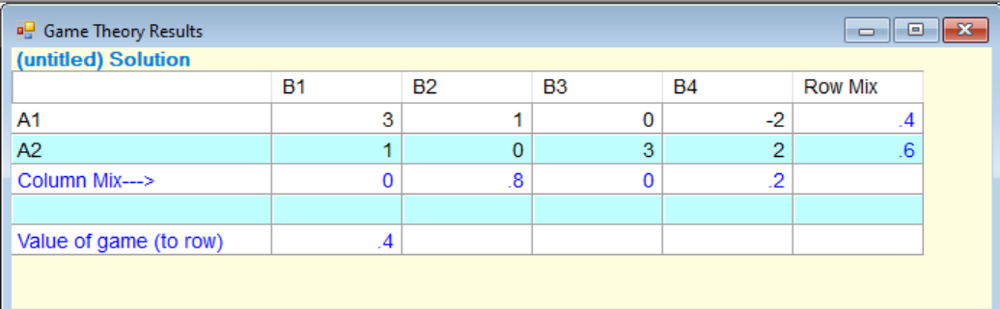 Game Theory Results
(untitled) Solution
B1 B2 B3 B4 Row Mix
A1 3 1 0 -2 .4
A2 1 0 3 2 .6
Column Mix---> 0 .8 0 .2
Value of game (to row) .4